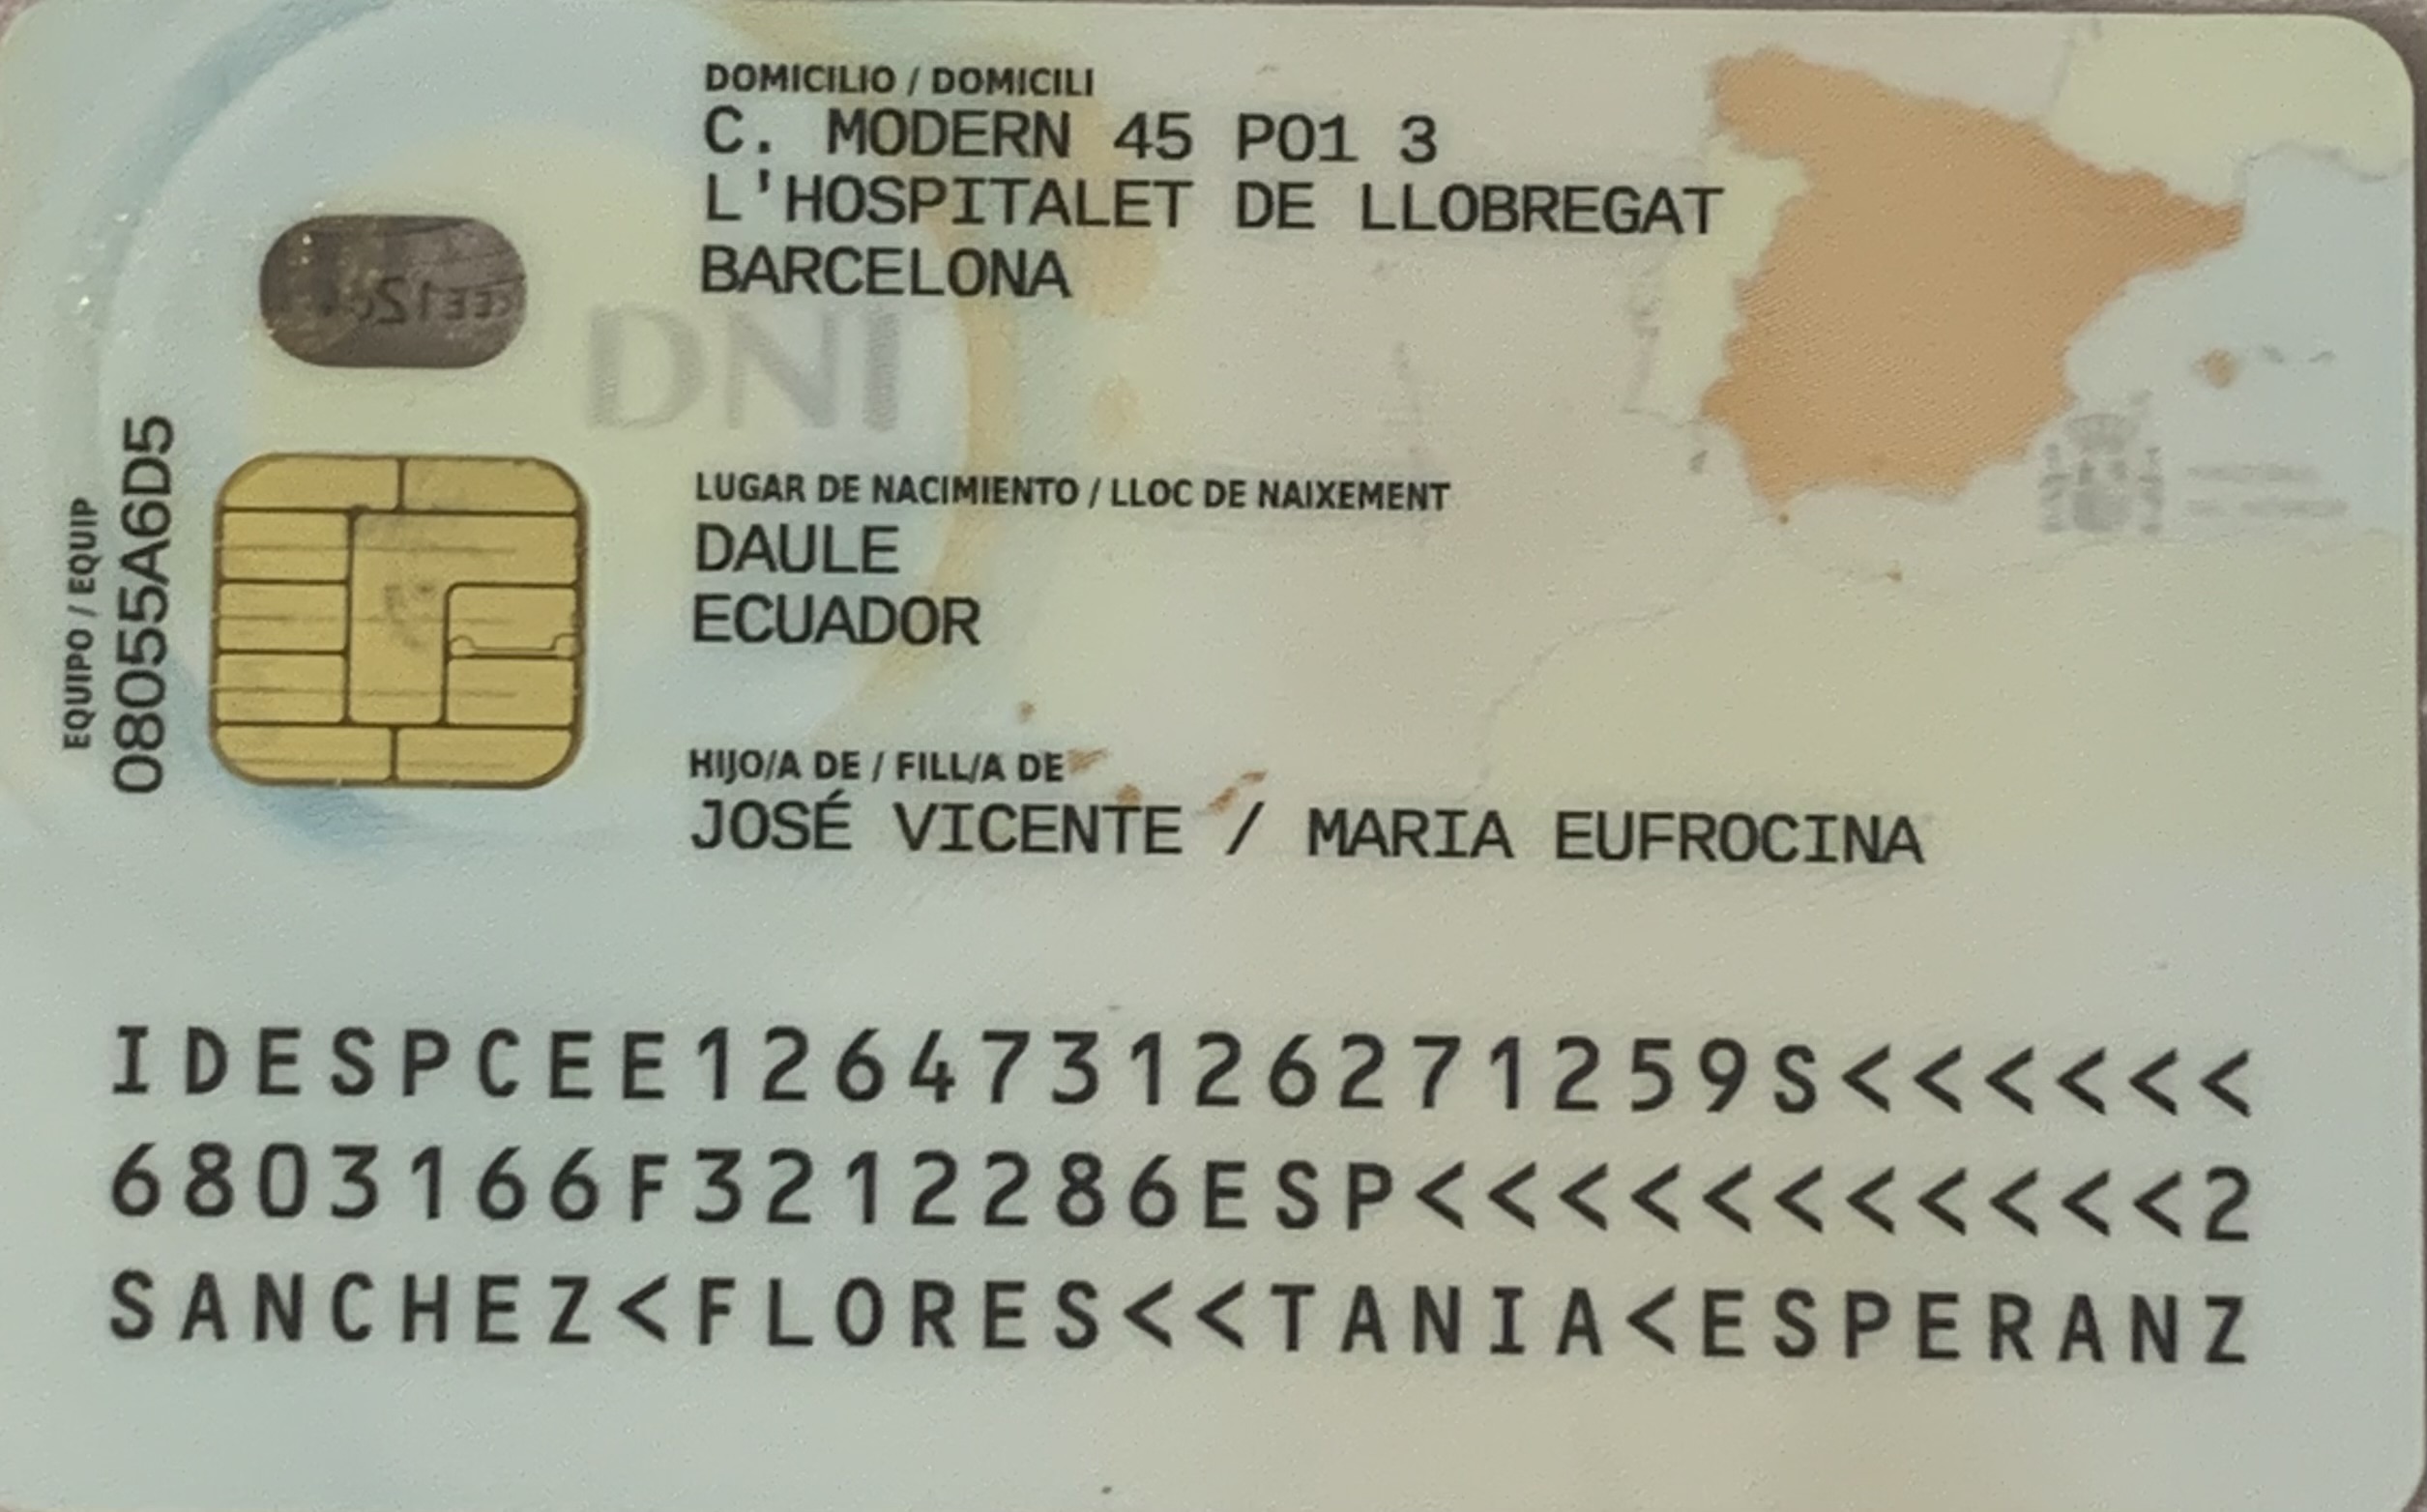 DOMICILIO / DOMICILI
C. MODERN 45 P01 3
L'HOSPITALET DE LLOBREGAT
BARCELONA
DNI
LUGAR DE NACIMIENTO / LLOC DE NAIXEMENT
DAULE
ECUADOR
HIJO/A DE / FILL/A DE
JOSÉ VICENTE / MARIA EUFROCINA
EQUIPO / EQUIP
08055A6D5
IDESPCEE126473126271259S<<<<<<
6803166F3212286ESP<<<<<<<<<<<2
SANCHEZ<FLORES<<TANIA<ESPERANZ